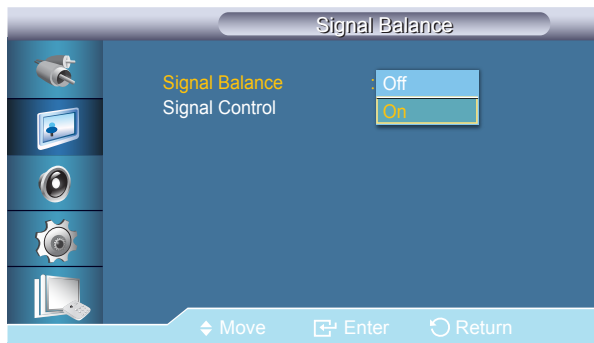 Signal Balance
Signal Balance : Off
Signal Control On
Move Enter Return